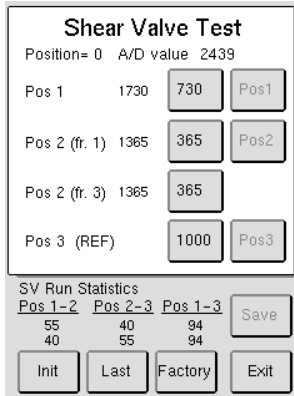 Shear Valve Test
Position= 0 A/D value 2439
Pos 1 1730 730 Pos1
Pos 2 (fr. 1) 1365 365 Pos2
Pos 2 (fr. 3) 1365 365
Pos 3 (REF) 1000 Pos3
SV Run Statistics
Pos 1-2 Pos 2-3 Pos 1-3
55 40 94
40 55 94
Save
Init Last Factory Exit